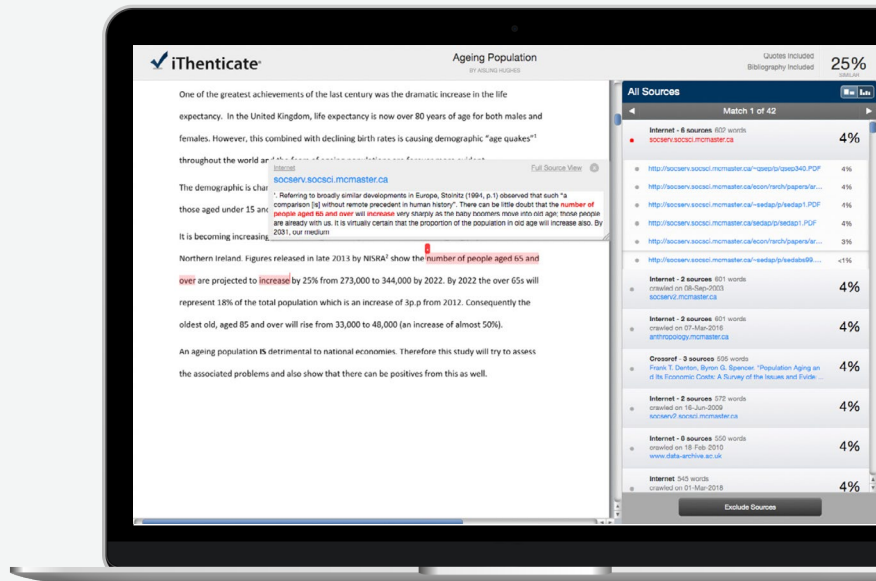 iThenticate®
Ageing Population
BY AISLING HUGHES
Quotes Included
Bibliography Included
25%
SIMILAR
One of the greatest achievements of the last century was the dramatic increase in the life
expectancy. In the United Kingdom, life expectancy is now over 80 years of age for both males and
females. However, this combined with declining birth rates is causing demographic "age quakes"¹
throughout the world
The demographic is
those aged under 15
It is becoming
Internet
Full Source View
socserv.socsci.mcmaster.ca
". Referring to broadly similar developments in Europe, Stolnitz (1994, p.1) observed that such "a
comparison [is] without remote precedent in human history". There can be little doubt that the number of
people aged 65 and over will increase very sharply as the baby boomers move into old age; those people
are already with us. It is virtually certain that the proportion of the population in old age will increase also. By
2031, our medium
Northern Ireland. Figures released in late 2013 by NISRA² show the number of people aged 65 and
over are projected to increase by 25% from 273,000 to 344,000 by 2022. By 2022 the over 65s will
represent 18% of the total population which is an increase of 3p.p from 2012. Consequently the
oldest old, aged 85 and over will rise from 33,000 to 48,000 (an increase of almost 50%).
An ageing population IS detrimental to national economies. Therefore this study will try to assess
the associated problems and also show that there can be positives from this as well.
All Sources
Match 1 of 42
Internet - 6 sources 602 words
socserv.socsci.mcmaster.ca
4%
http://socserv.socsci.mcmaster.ca/~qsep/p/qsep340.PDF 4%
http://socserv.socsci.mcmaster.ca/econ/rsrch/papers/ar... 4%
http://socserv.socsci.mcmaster.ca/~sedap/p/sedap1.PDF 4%
http://socserv.socsci.mcmaster.ca/sedap/p/sedap1.PDF 4%
http://socserv.socsci.mcmaster.ca/econ/rsrch/papers/ar... 3%
http://socserv.socsci.mcmaster.ca/~sedap/p/sedabs99.... <1%
Internet - 2 sources 601 words
crawled on 08-Sep-2003
socserv2.mcmaster.ca
4%
Internet - 2 sources 601 words
crawled on 07-Mar-2016
anthropology.mcmaster.ca
4%
Crossref - 3 sources 595 words
Frank T. Denton, Byron G. Spencer. "Population Aging an
d Its Economic Costs: A Survey of the Issues and Evide...
4%
Internet - 2 sources 572 words
crawled on 16-Jun-2009
socserv2.socsci.mcmaster.ca
4%
Internet - 6 sources 550 words
crawled on 18-Feb-2010
www.data-archive.ac.uk
4%
Internet 545 words
crawled on 01-Mar-2018
4%
Exclude Sources